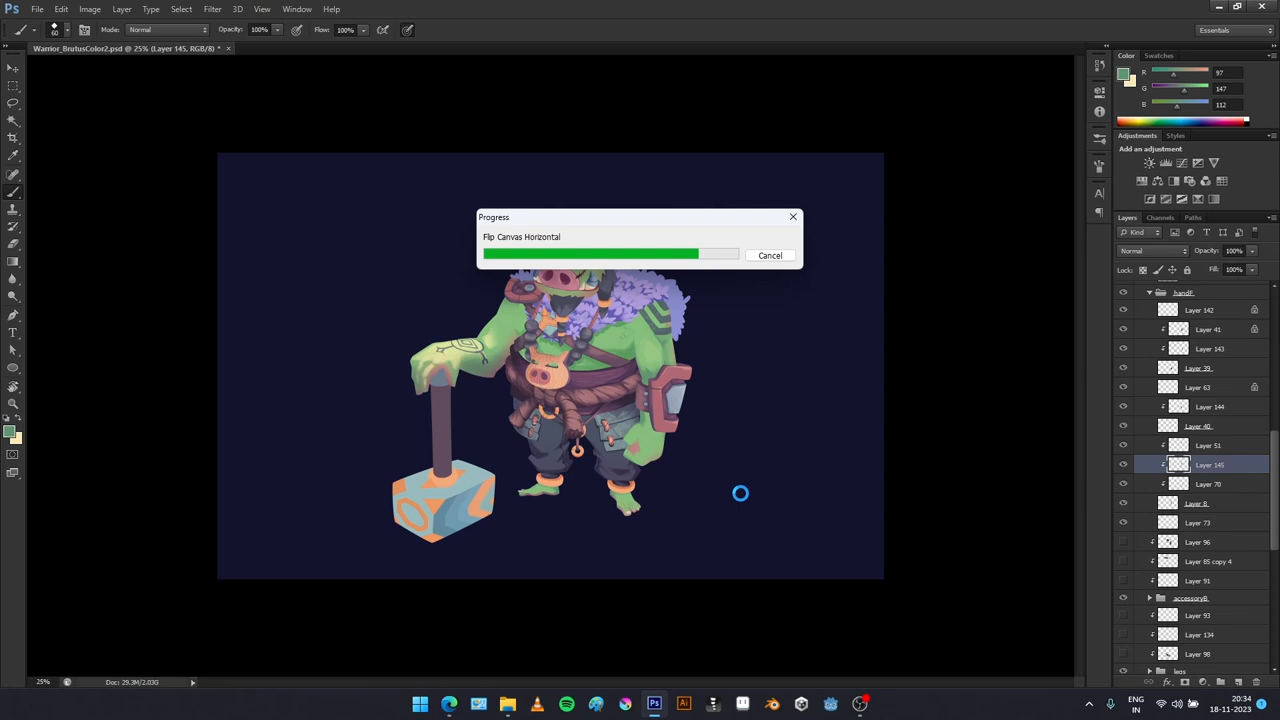 Ps File Edit Image Layer Type Select Filter 3D View Window Help
60 Mode: Normal Opacity: 100% Flow: 100% Essentials
Warrior_BrutusColor2.psd @ 25% (Layer 145, RGB/8) *
Color Swatches
R 97
G 147
B 112
Adjustments Styles
Add an adjustment
Progress
Flip Canvas Horizontal
Cancel
Layers Channels Paths
Kind
Normal Opacity: 100%
Lock: Fill: 100%
handF
Layer 142
Layer 41
Layer 143
Layer 39
Layer 63
Layer 144
Layer 40
Layer 51
Layer 145
Layer 70
Layer 8
Layer 73
Layer 96
Layer 85 copy 4
Layer 91
accessoryB
Layer 93
Layer 134
Layer 98
legs
25% Doc: 29.3M/2.03G
Ps Ai
ENG 20:34
IN 18-11-2023